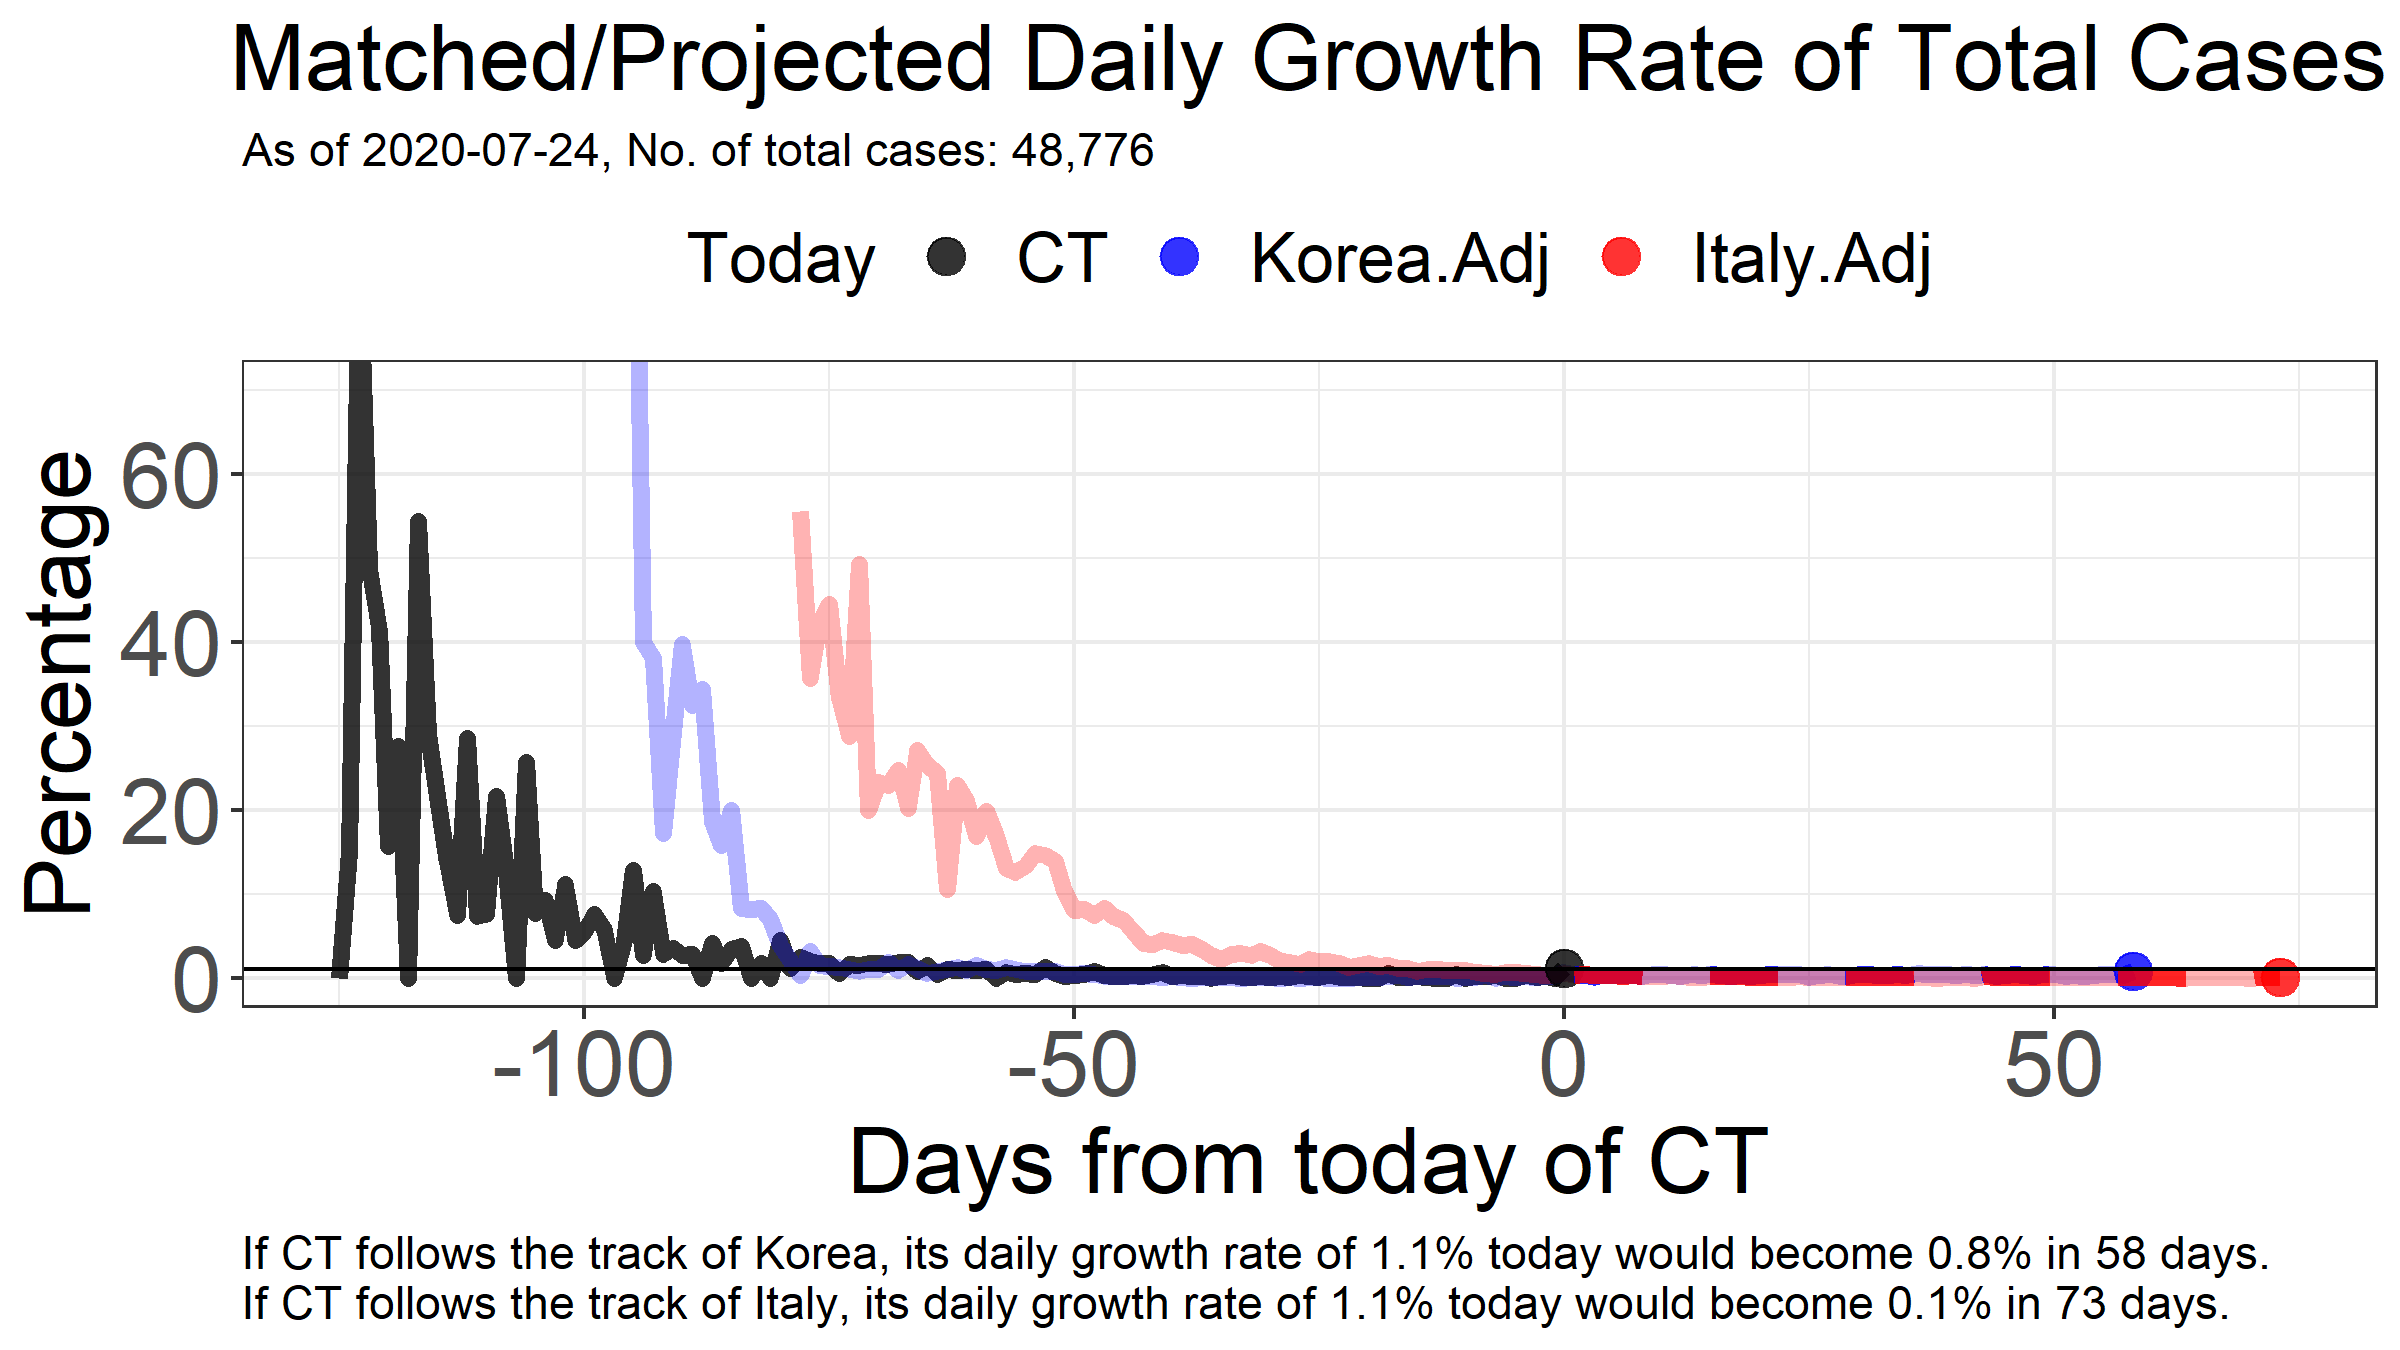 Matched/Projected Daily Growth Rate of Total Cases
As of 2020-07-24, No. of total cases: 48,776
Today CT Korea.Adj Italy.Adj
Percentage
60
40
20
0
-100 -50 0 50
Days from today of CT
If CT follows the track of Korea, its daily growth rate of 1.1% today would become 0.8% in 58 days.
If CT follows the track of Italy, its daily growth rate of 1.1% today would become 0.1% in 73 days.